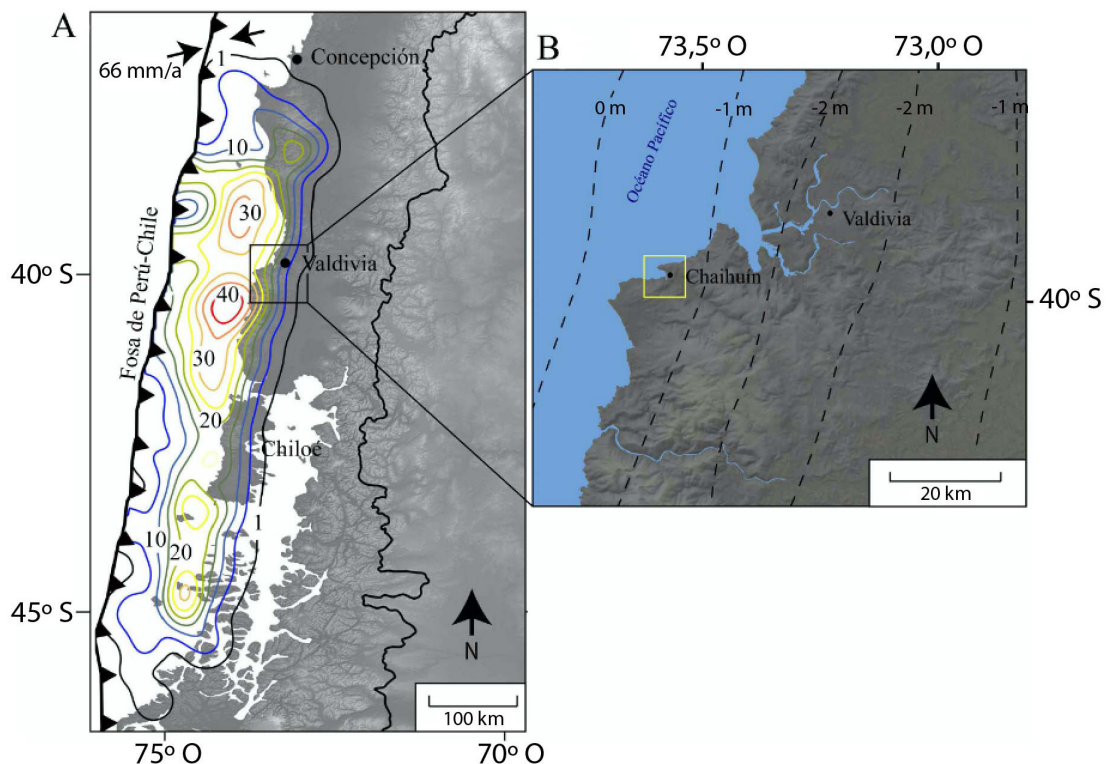 A
66 mm/a
1
Concepción
10
30
40
30
20
10
20
1
Valdivia
Chiloé
Fosa de Perú-Chile
40º S
45º S
N
100 km
75º O
70º O
B
73,5º O
73,0º O
0 m
-1 m
-2 m
-2 m
-1 m
Océano Pacífico
Valdivia
Chaihuín
40º S
N
20 km